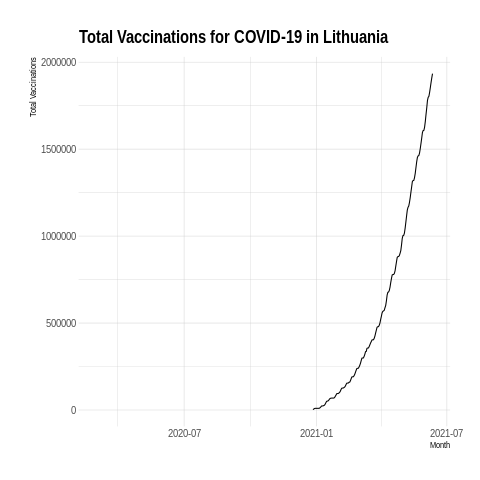 Total Vaccinations for COVID-19 in Lithuania
Total Vaccinations
2000000
1500000
1000000
500000
0
2020-07
2021-01
2021-07
Month